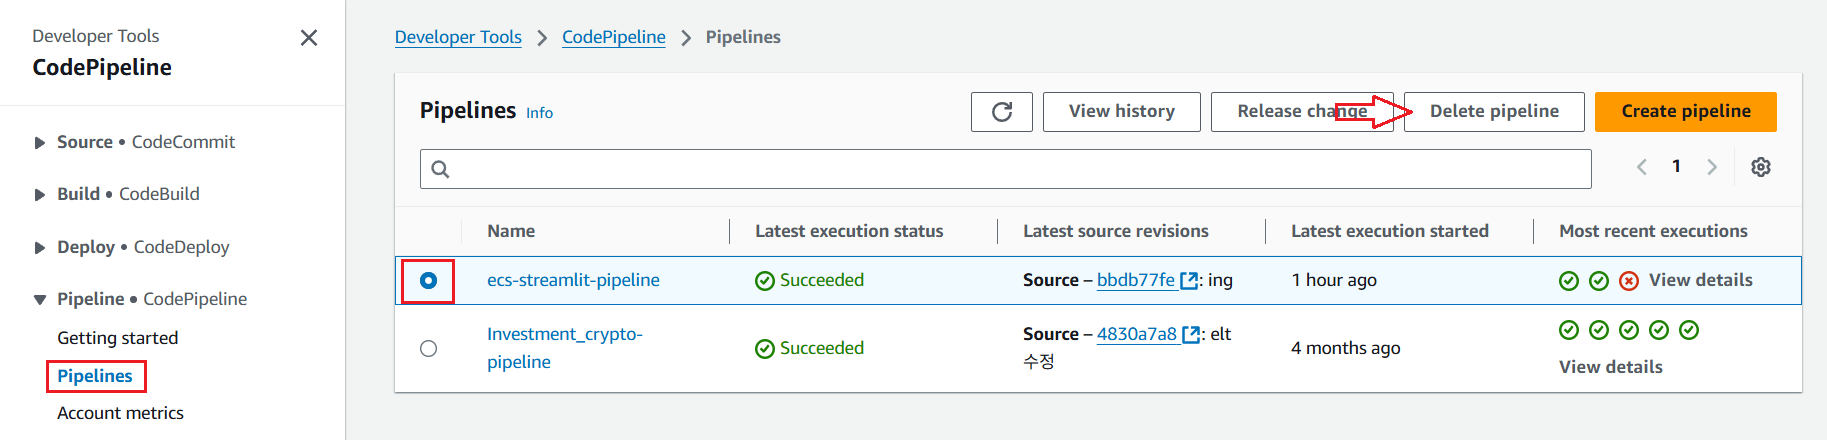 Developer Tools
CodePipeline
Source • CodeCommit
Build • CodeBuild
Deploy • CodeDeploy
Pipeline • CodePipeline
Getting started
Pipelines
Account metrics
Developer Tools > CodePipeline > Pipelines
Pipelines Info
View history
Release change
Delete pipeline
Create pipeline
1
Name Latest execution status Latest source revisions Latest execution started Most recent executions
ecs-streamlit-pipeline Succeeded Source – bbdb77fe : ing 1 hour ago View details
Investment_crypto-
pipeline
Succeeded
Source – 4830a7a8 : elt
수정
4 months ago
View details